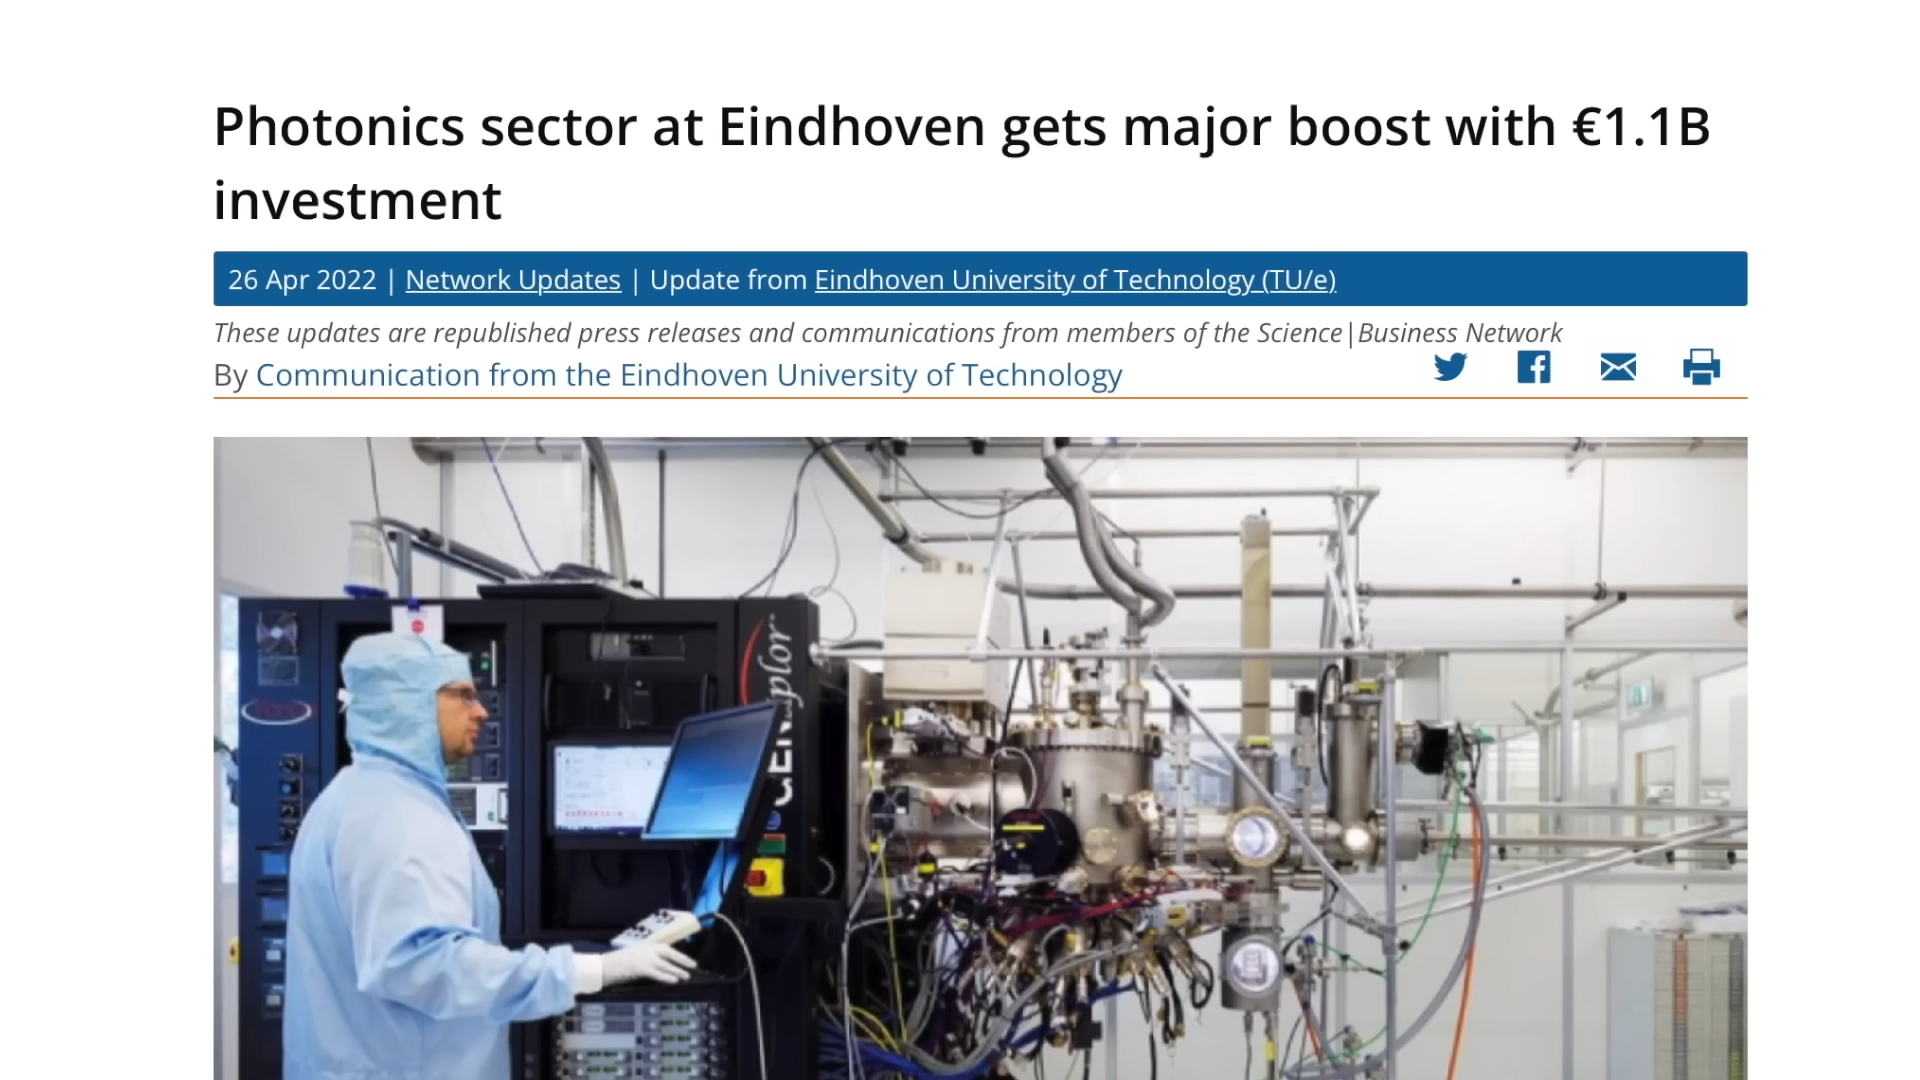 Photonics sector at Eindhoven gets major boost with €1.1B
investment
26 Apr 2022 | Network Updates | Update from Eindhoven University of Technology (TU/e)
These updates are republished press releases and communications from members of the Science|Business Network
By Communication from the Eindhoven University of Technology
GENxplor